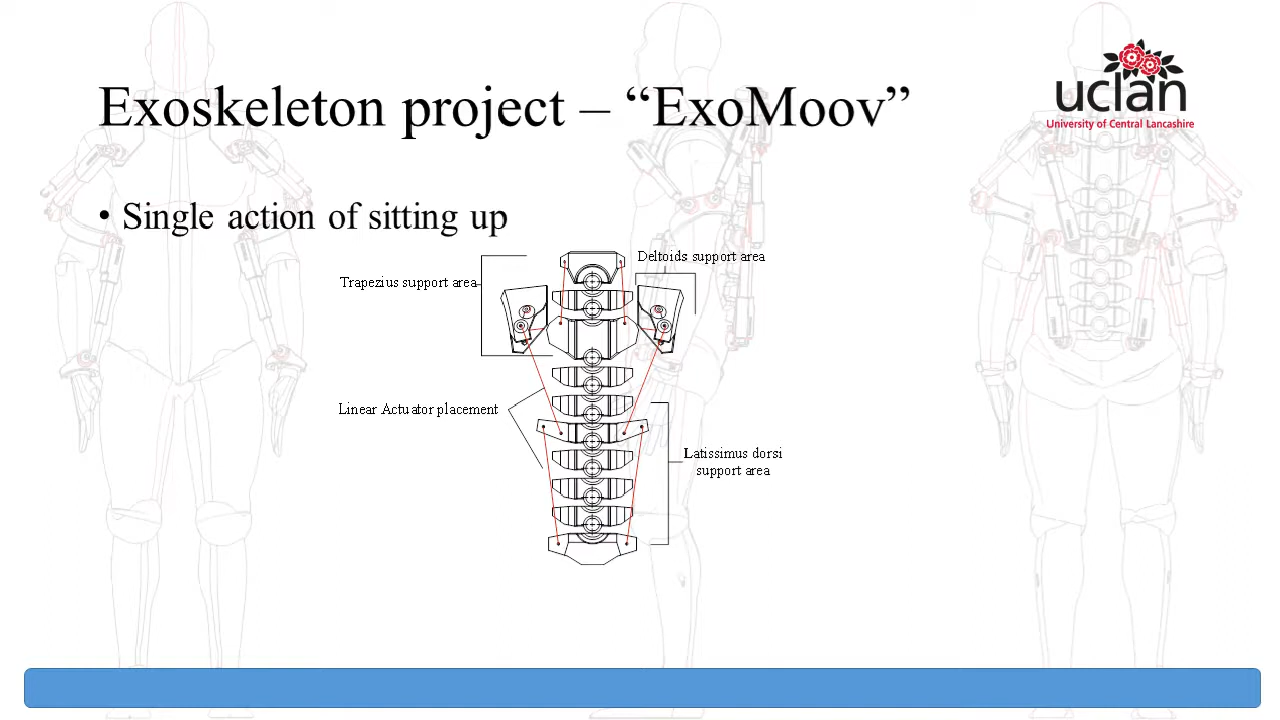 Exoskeleton project – “ExoMoov”
uclan
University of Central Lancashire
• Single action of sitting up
Deltoids support area
Trapezius support area
Linear Actuator placement
Latissimus dorsi
support area